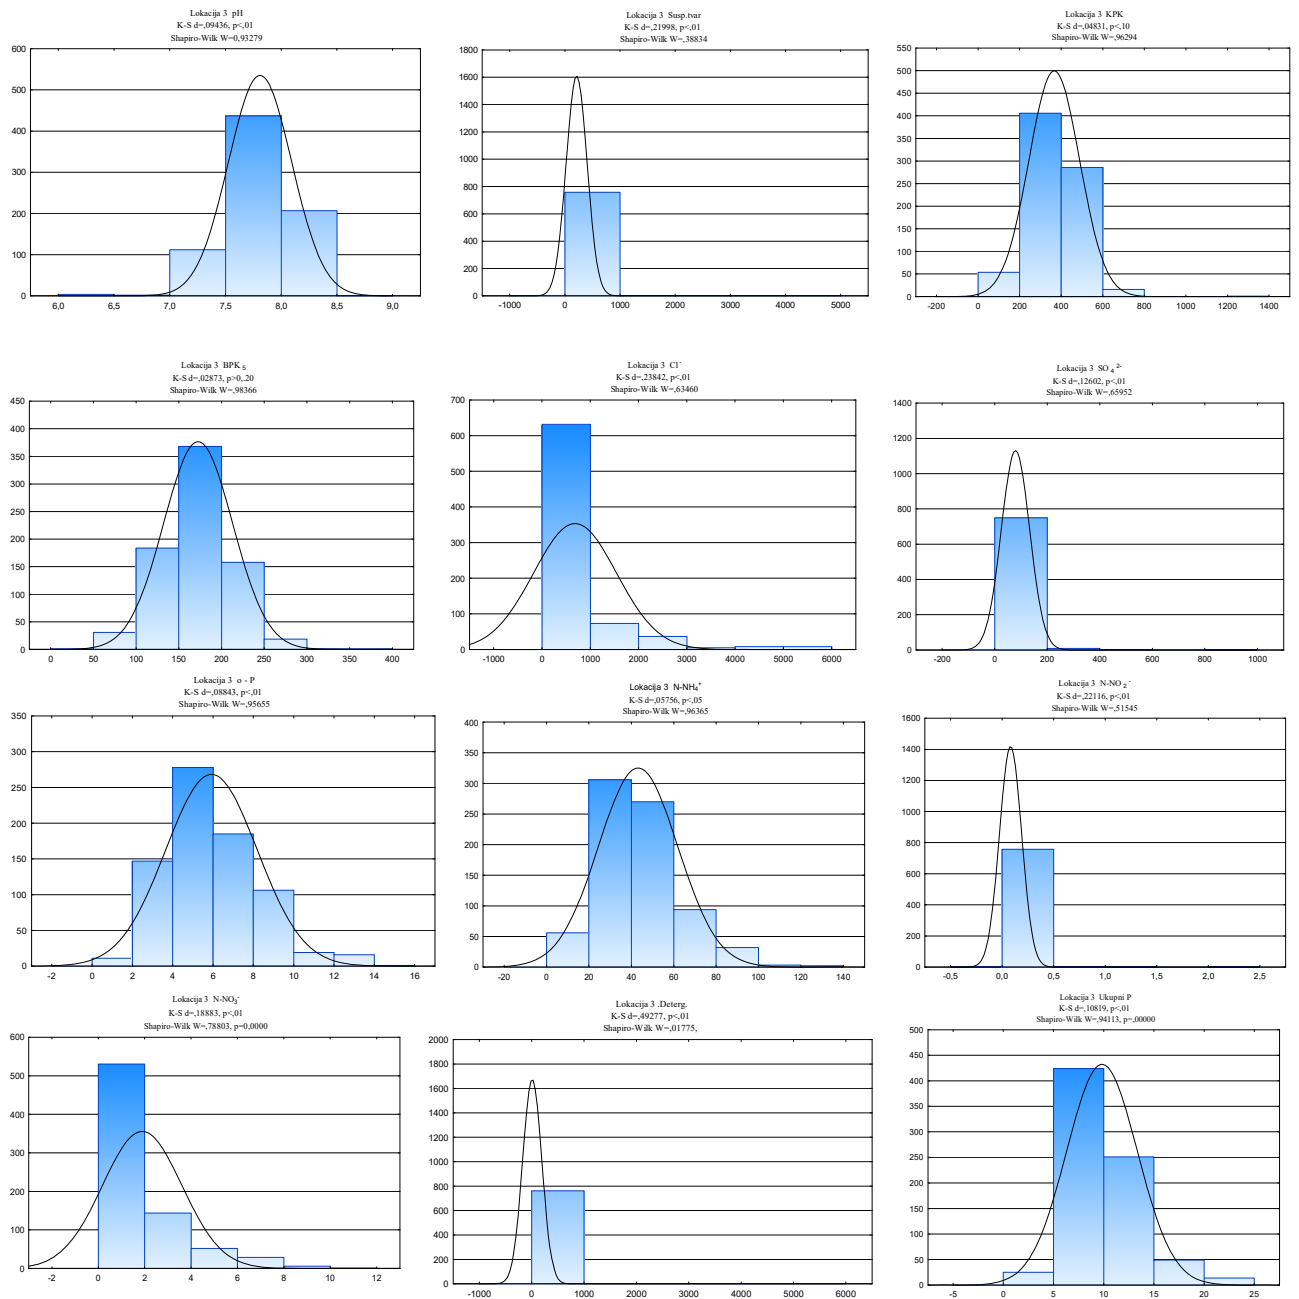 Lokacija 3 pH
K-S d=,09436, p<,01
Shapiro-Wilk W=0,93279
600
500
400
300
200
100
0
6,0 6,5 7,0 7,5 8,0 8,5 9,0
Lokacija 3 Susp.tvar
K-S d=,21998, p<,01
Shapiro-Wilk W=,38834
1800
1600
1400
1200
1000
800
600
400
200
0
-1000 0 1000 2000 3000 4000 5000
Lokacija 3 KPK
K-S d=,04831, p<,10
Shapiro-Wilk W=,96294
550
500
450
400
350
300
250
200
150
100
50
0
-200 0 200 400 600 800 1000 1200 1400
Lokacija 3 BPK 5
K-S d=,02873, p>0,.20
Shapiro-Wilk W=,98366
450
400
350
300
250
200
150
100
50
0
0 50 100 150 200 250 300 350 400
Lokacija 3 Cl-
K-S d=,23842, p<,01
Shapiro-Wilk W=,63460
700
600
500
400
300
200
100
0
-1000 0 1000 2000 3000 4000 5000 6000
Lokacija 3 SO 4 2-
K-S d=,12602, p<,01
Shapiro-Wilk W=,65952
1400
1200
1000
800
600
400
200
0
-200 0 200 400 600 800 1000
Lokacija 3 o - P
K-S d=,08843, p<,01
Shapiro-Wilk W=,95655
350
300
250
200
150
100
50
0
-2 0 2 4 6 8 10 12 14 16
Lokacija 3 N-NH4+
K-S d=,05756, p<,05
Shapiro-Wilk W=,96365
400
350
300
250
200
150
100
50
0
-20 0 20 40 60 80 100 120 140
Lokacija 3 N-NO 2 -
K-S d=,22116, p<,01
Shapiro-Wilk W=,51545
1600
1400
1200
1000
800
600
400
200
0
-0,5 0,0 0,5 1,0 1,5 2,0 2,5
Lokacija 3 N-NO3-
K-S d=,18883, p<,01
Shapiro-Wilk W=,78803, p=0,0000
600
500
400
300
200
100
0
-2 0 2 4 6 8 10 12
Lokacija 3 .Deterg.
K-S d=,49277, p<,01
Shapiro-Wilk W=,01775,
2000
1800
1600
1400
1200
1000
800
600
400
200
0
-1000 0 1000 2000 3000 4000 5000 6000
Lokacija 3 Ukupni P
K-S d=,10819, p<,01
Shapiro-Wilk W=,94113, p=,00000
500
450
400
350
300
250
200
150
100
50
0
-5 0 5 10 15 20 25